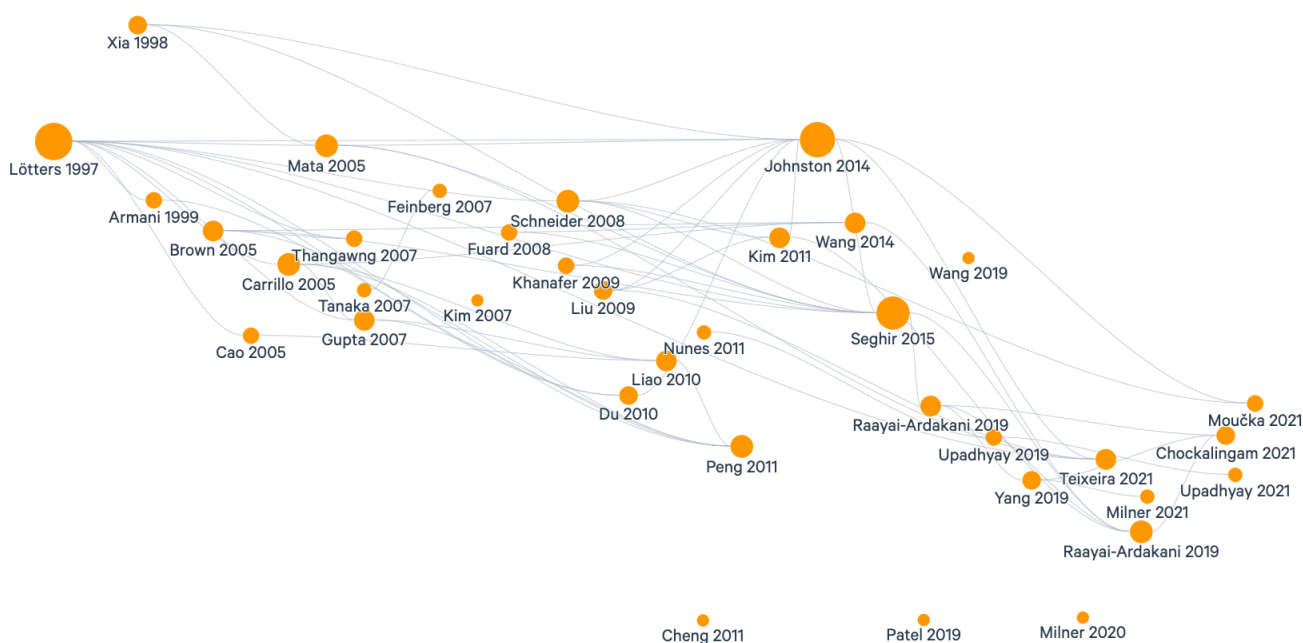 Xia 1998
Lötters 1997
Mata 2005
Johnston 2014
Armani 1999
Feinberg 2007
Schneider 2008
Brown 2005
Thangawng 2007
Fuard 2008
Kim 2011
Wang 2014
Wang 2019
Carrillo 2005
Khanafer 2009
Tanaka 2007
Kim 2007
Liu 2009
Cao 2005
Gupta 2007
Nunes 2011
Seghir 2015
Liao 2010
Du 2010
Raayai-Ardakani 2019
Moučka 2021
Peng 2011
Upadhyay 2019
Chockalingam 2021
Yang 2019
Teixeira 2021
Upadhyay 2021
Milner 2021
Raayai-Ardakani 2019
Cheng 2011
Patel 2019
Milner 2020